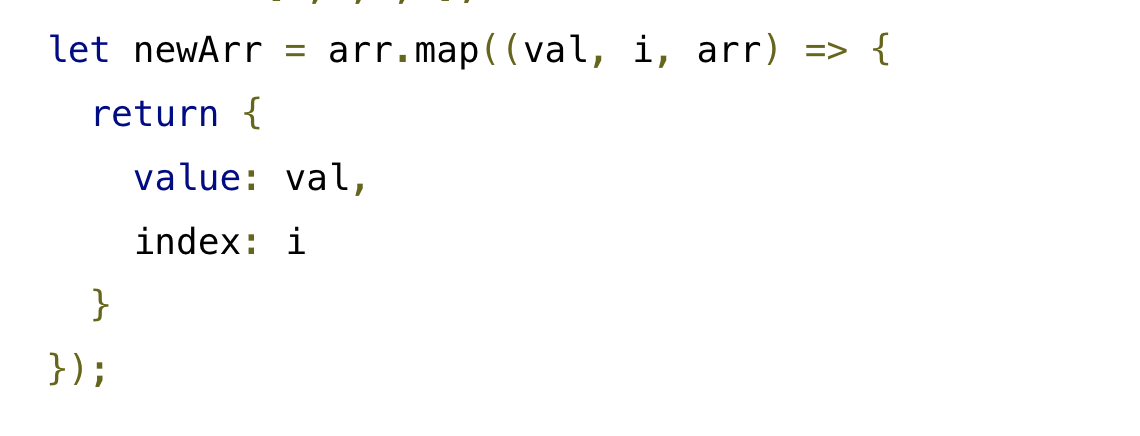 let newArr = arr.map((val, i, arr) => {
  return {
    value: val,
    index: i
  }
});